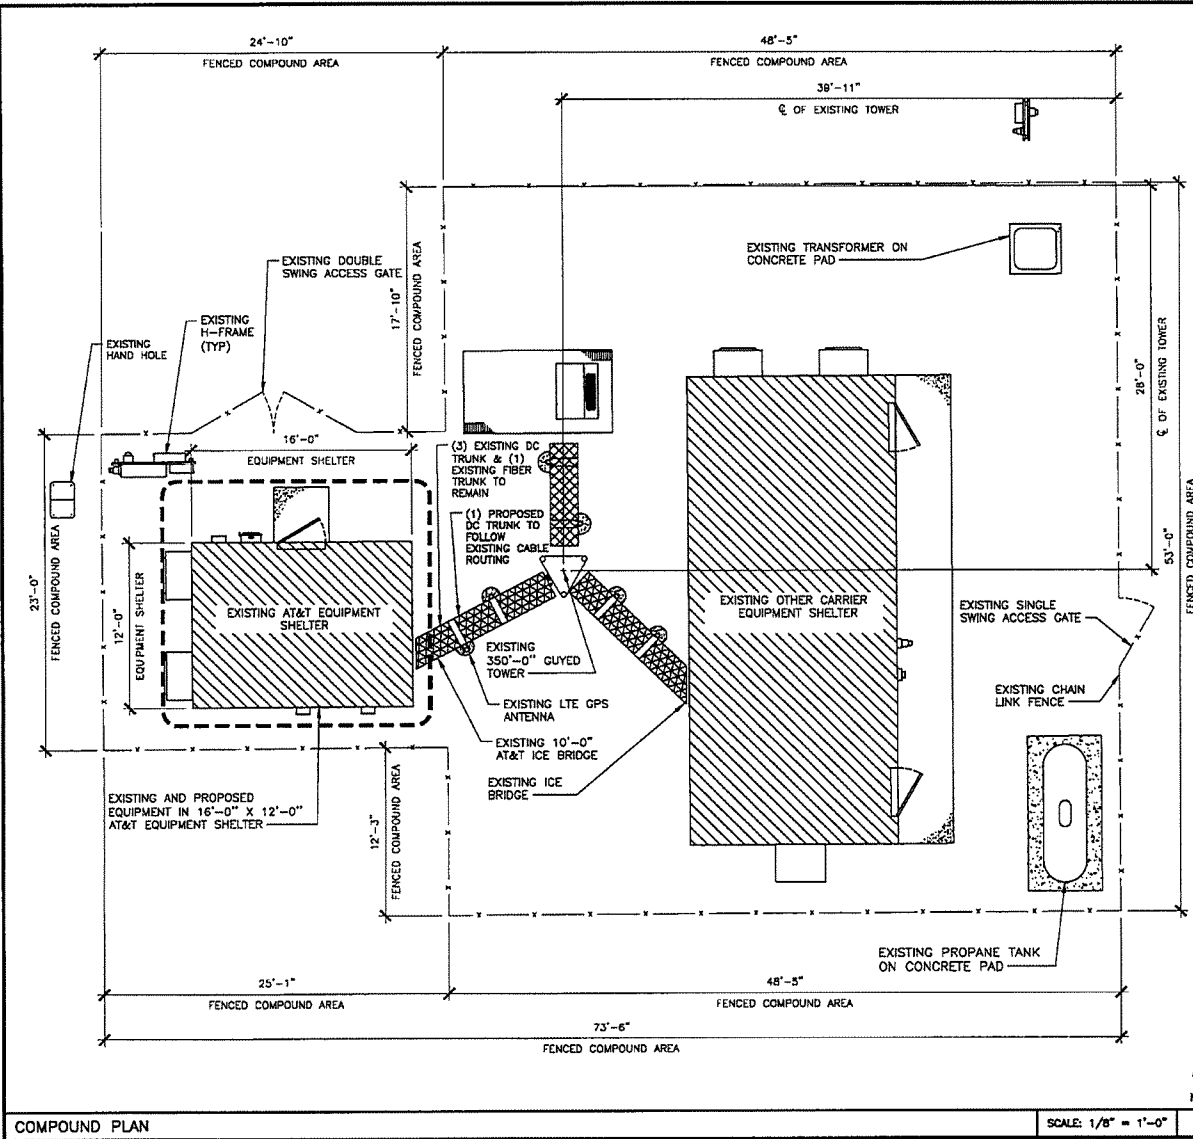 24'-10"
FENCED COMPOUND AREA
48'-5"
FENCED COMPOUND AREA
39'-11"
℄ OF EXISTING TOWER
EXISTING DOUBLE
SWING ACCESS GATE
17'-10"
FENCED COMPOUND AREA
EXISTING TRANSFORMER ON
CONCRETE PAD
EXISTING
H-FRAME
(TYP)
EXISTING
HAND HOLE
28'-0"
℄ OF EXISTING TOWER
16'-0"
EQUIPMENT SHELTER
(3) EXISTING DC
TRUNK & (1)
EXISTING FIBER
TRUNK TO
REMAIN
(1) PROPOSED
DC TRUNK TO
FOLLOW
EXISTING CABLE
ROUTING
23'-0"
FENCED COMPOUND AREA
12'-0"
EQUIPMENT SHELTER
EXISTING AT&T EQUIPMENT
SHELTER
EXISTING OTHER CARRIER
EQUIPMENT SHELTER
53'-0"
FENCED COMPOUND AREA
EXISTING SINGLE
SWING ACCESS GATE
EXISTING
350'-0" GUYED
TOWER
EXISTING CHAIN
LINK FENCE
EXISTING LTE GPS
ANTENNA
EXISTING 10'-0"
AT&T ICE BRIDGE
EXISTING ICE
BRIDGE
EXISTING AND PROPOSED
EQUIPMENT IN 16'-0" X 12'-0"
AT&T EQUIPMENT SHELTER
12'-3"
FENCED COMPOUND AREA
EXISTING PROPANE TANK
ON CONCRETE PAD
25'-1"
FENCED COMPOUND AREA
48'-5"
FENCED COMPOUND AREA
73'-6"
FENCED COMPOUND AREA
COMPOUND PLAN
SCALE: 1/8" = 1'-0"